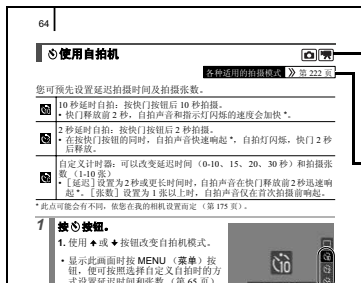 64
使用自拍机
各种适用的拍摄模式 》第 222 页
您可预先设置延时拍摄时间及拍摄张数。
10 秒延时自拍：按快门按钮后 10 秒拍摄。
• 快门释放前 2 秒，自拍声音和指示灯闪烁的速度会加快 *。
2 秒延时自拍：按快门按钮后 2 秒拍摄。
• 在按快门按钮的同时，自拍声音快速响起 *，自拍灯闪烁，快门 2 秒
后释放。
自定义计时器：可以改变延迟时间（0-10、15、20、30 秒）和拍摄张
数（1-10 张）
• [延迟] 设置为 2 秒或更长时间时，自拍声音在快门释放前 2 秒迅速响
起 *。[张数] 设置为 1 张以上时，自拍声音仅在首次拍摄前响起。
* 此点可能会有不同，依您在我的相机设置而定（第 175 页）。
1 按 按钮。
1. 使用 ▲ 或 ▼ 按钮改变自拍机模式。
• 显示此画面时按 MENU（菜单）按
钮，便可按照选择自定义自拍时的方
式设置延迟时间和张数（第 65 页）